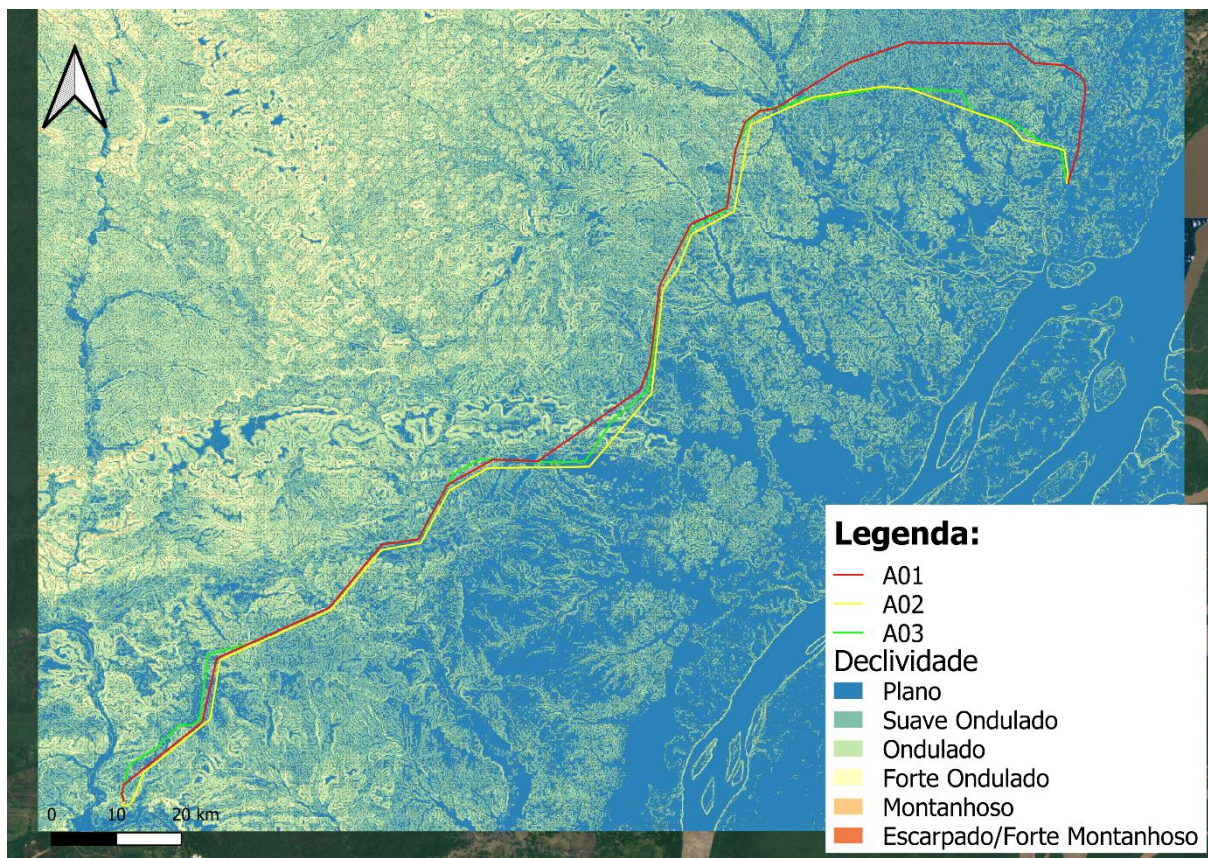 0 10 20 km
Legenda:
A01
A02
A03
Declividade
Plano
Suave Ondulado
Ondulado
Forte Ondulado
Montanhoso
Escarpado/Forte Montanhoso